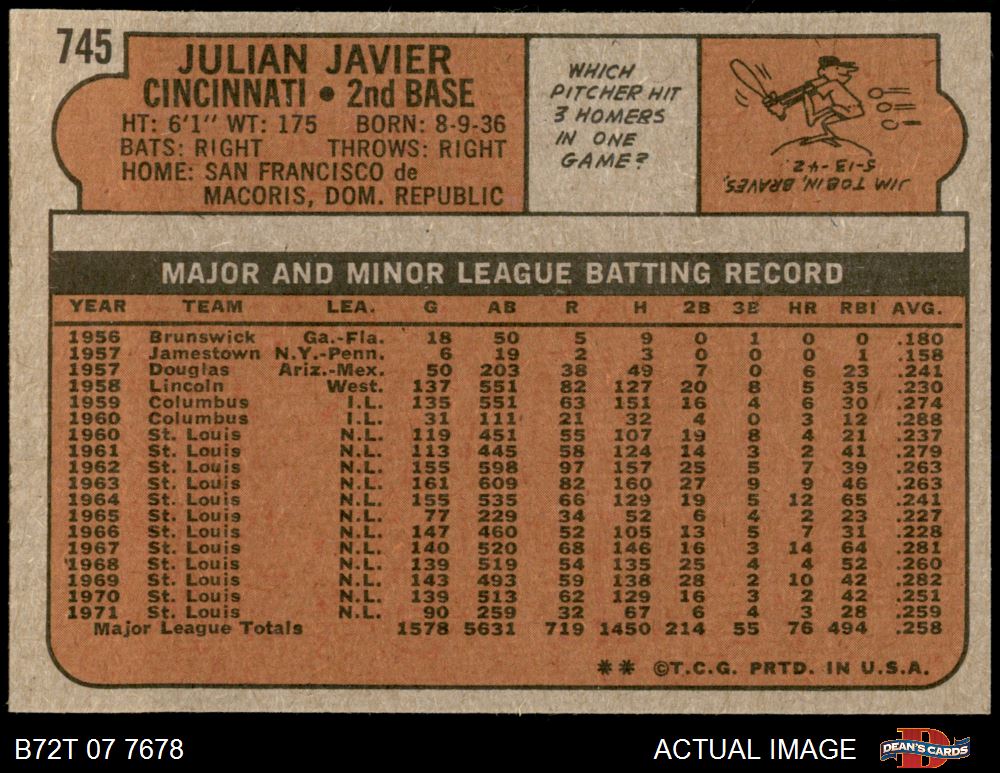 745
JULIAN JAVIER
CINCINNATI • 2nd BASE
HT: 6'1" WT: 175 BORN: 8-9-36
BATS: RIGHT THROWS: RIGHT
HOME: SAN FRANCISCO de
MACORIS, DOM. REPUBLIC
WHICH
PITCHER HIT
3 HOMERS
IN ONE
GAME?
JIM TOBIN, BRAVES,
5-13-42.
MAJOR AND MINOR LEAGUE BATTING RECORD
YEAR TEAM LEA. G AB R H 2B 3B HR RBI AVG.
1956 Brunswick Ga.-Fla. 18 50 5 9 0 1 0 0 .180
1957 Jamestown N.Y.-Penn. 6 19 2 3 0 0 0 1 .158
1957 Douglas Ariz.-Mex. 50 203 38 49 7 0 6 23 .241
1958 Lincoln West. 137 551 82 127 20 8 5 35 .230
1959 Columbus I.L. 135 551 63 151 16 4 6 30 .274
1960 Columbus I.L. 31 111 21 32 4 0 3 12 .288
1960 St. Louis N.L. 119 451 55 107 19 8 4 21 .237
1961 St. Louis N.L. 113 445 58 124 14 3 2 41 .279
1962 St. Louis N.L. 155 598 97 157 25 5 7 39 .263
1963 St. Louis N.L. 161 609 82 160 27 9 9 46 .263
1964 St. Louis N.L. 155 535 66 129 19 5 12 65 .241
1965 St. Louis N.L. 77 229 34 52 6 4 2 23 .227
1966 St. Louis N.L. 147 460 52 105 13 5 7 31 .228
1967 St. Louis N.L. 140 520 68 146 16 3 14 64 .281
1968 St. Louis N.L. 139 519 54 135 25 4 4 52 .260
1969 St. Louis N.L. 143 493 59 138 28 2 10 42 .282
1970 St. Louis N.L. 139 513 62 129 16 3 2 42 .251
1971 St. Louis N.L. 90 259 32 67 6 4 3 28 .259
Major League Totals 1578 5631 719 1450 214 55 76 494 .258
** ©T.C.G. PRTD. IN U.S.A.
B72T 07 7678 ACTUAL IMAGE DEAN'S CARDS